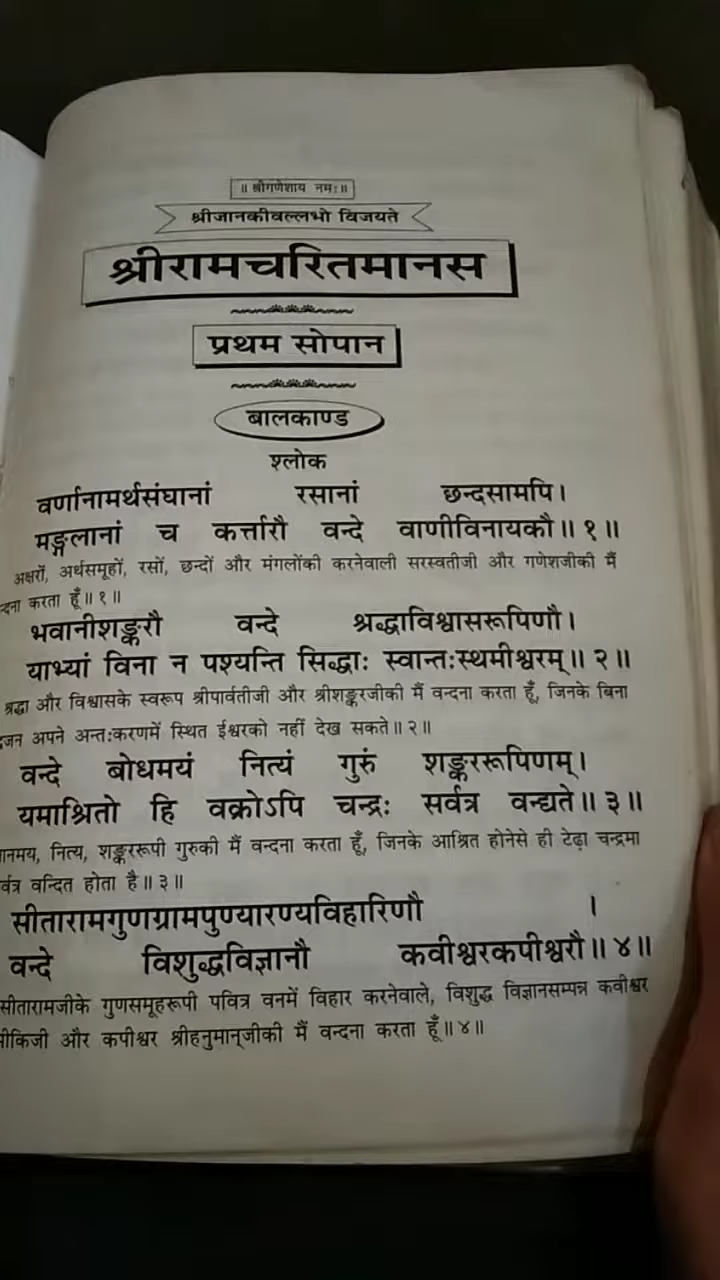 ॥ श्रीगणेशाय नमः॥
श्रीजानकीवल्लभो विजयते
श्रीरामचरितमानस
प्रथम सोपान
बालकाण्ड
श्लोक
वर्णानामर्थसंघानां रसानां छन्दसामपि।
मङ्गलानां च कर्त्तारौ वन्दे वाणीविनायकौ॥ १॥
अक्षरों, अर्थसमूहों, रसों, छन्दों और मंगलोंकी करनेवाली सरस्वतीजी और गणेशजीकी मैं
न्दना करता हूँ॥ १॥
भवानीशङ्करौ वन्दे श्रद्धाविश्वासरूपिणौ।
याभ्यां विना न पश्यन्ति सिद्धाः स्वान्तःस्थमीश्वरम्॥ २॥
श्रद्धा और विश्वासके स्वरूप श्रीपार्वतीजी और श्रीशङ्करजीकी मैं वन्दना करता हूँ, जिनके बिना
जन अपने अन्तःकरणमें स्थित ईश्वरको नहीं देख सकते॥ २॥
वन्दे बोधमयं नित्यं गुरुं शङ्कररूपिणम्।
यमाश्रितो हि वक्रोऽपि चन्द्रः सर्वत्र वन्द्यते॥ ३॥
ानमय, नित्य, शङ्कररूपी गुरुकी मैं वन्दना करता हूँ, जिनके आश्रित होनेसे ही टेढ़ा चन्द्रमा
र्वत्र वन्दित होता है॥ ३॥
सीतारामगुणग्रामपुण्यारण्यविहारिणौ ।
वन्दे विशुद्धविज्ञानौ कवीश्वरकपीश्वरौ॥ ४॥
सीतारामजीके गुणसमूहरूपी पवित्र वनमें विहार करनेवाले, विशुद्ध विज्ञानसम्पन्न कवीश्वर
मीकिजी और कपीश्वर श्रीहनुमान्‌जीकी मैं वन्दना करता हूँ॥ ४॥